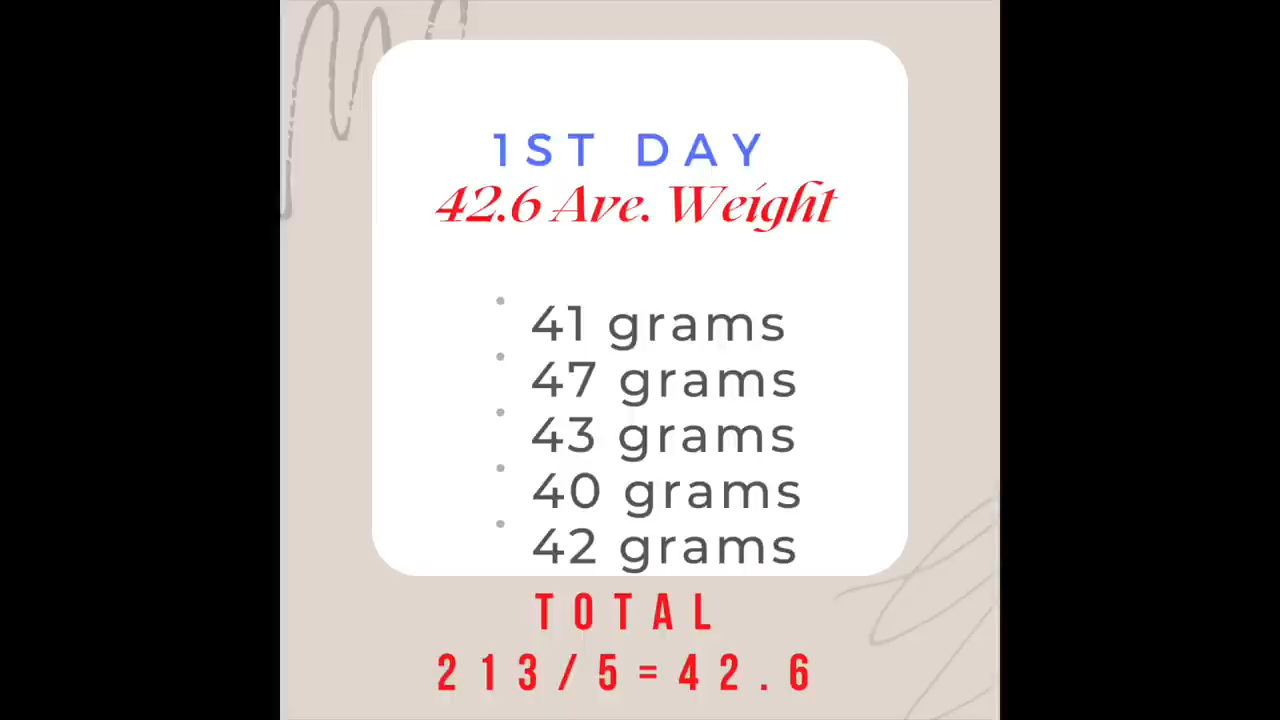 1ST DAY
42.6 Ave. Weight
41 grams
47 grams
43 grams
40 grams
42 grams
TOTAL
213/5=42.6